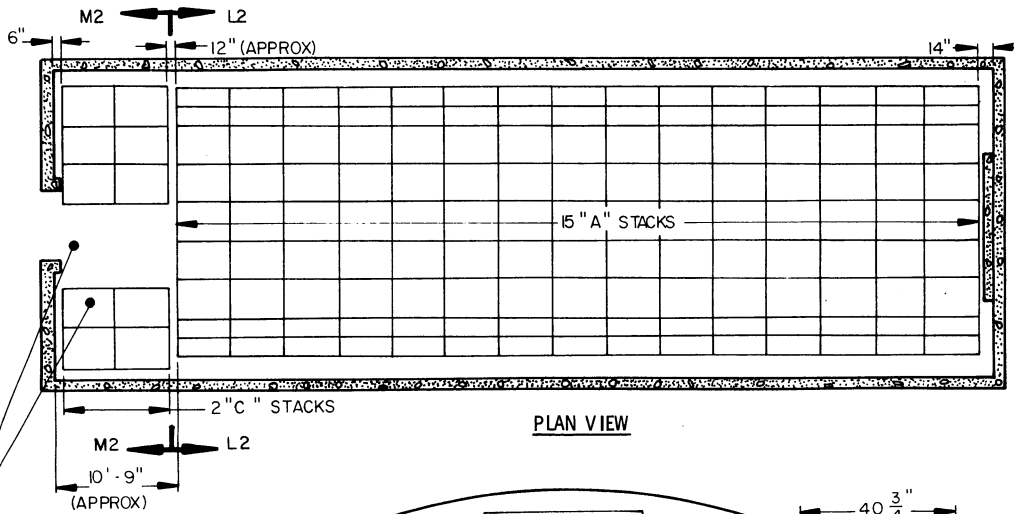 M2 L2
6"
12" (APPROX)
14"
15 "A" STACKS
2 "C" STACKS
PLAN VIEW
M2 L2
10'-9"
(APPROX)
40 3/4"